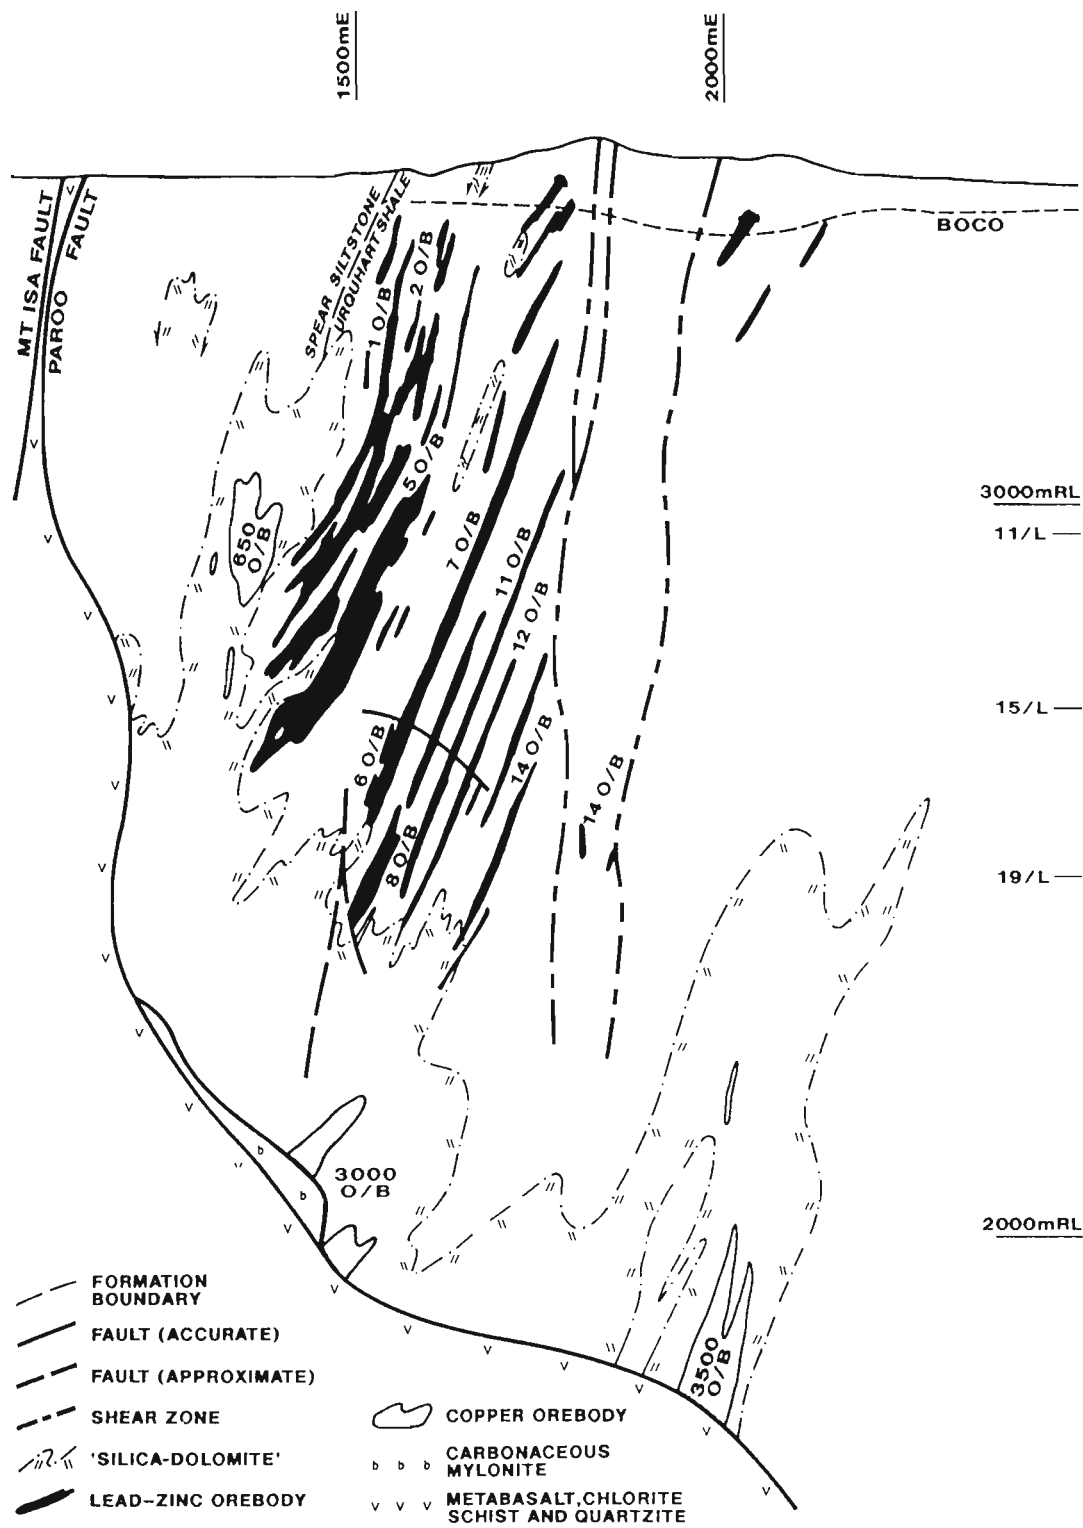 1500mE
2000mE
MT ISA FAULT
PAROO FAULT
SPEAR SILTSTONE
URQUHART SHALE
1 O/B
2 O/B
BOCO
5 O/B
650
O/B
7 O/B
11 O/B
12 O/B
3000mRL
11/L
15/L
6 O/B
14 O/B
14 O/B
8 O/B
19/L
b
b
3000
O/B
2000mRL
3500
O/B
FORMATION
BOUNDARY
FAULT (ACCURATE)
FAULT (APPROXIMATE)
SHEAR ZONE
'SILICA-DOLOMITE'
LEAD-ZINC OREBODY
COPPER OREBODY
b b b CARBONACEOUS
MYLONITE
v v v METABASALT, CHLORITE
SCHIST AND QUARTZITE